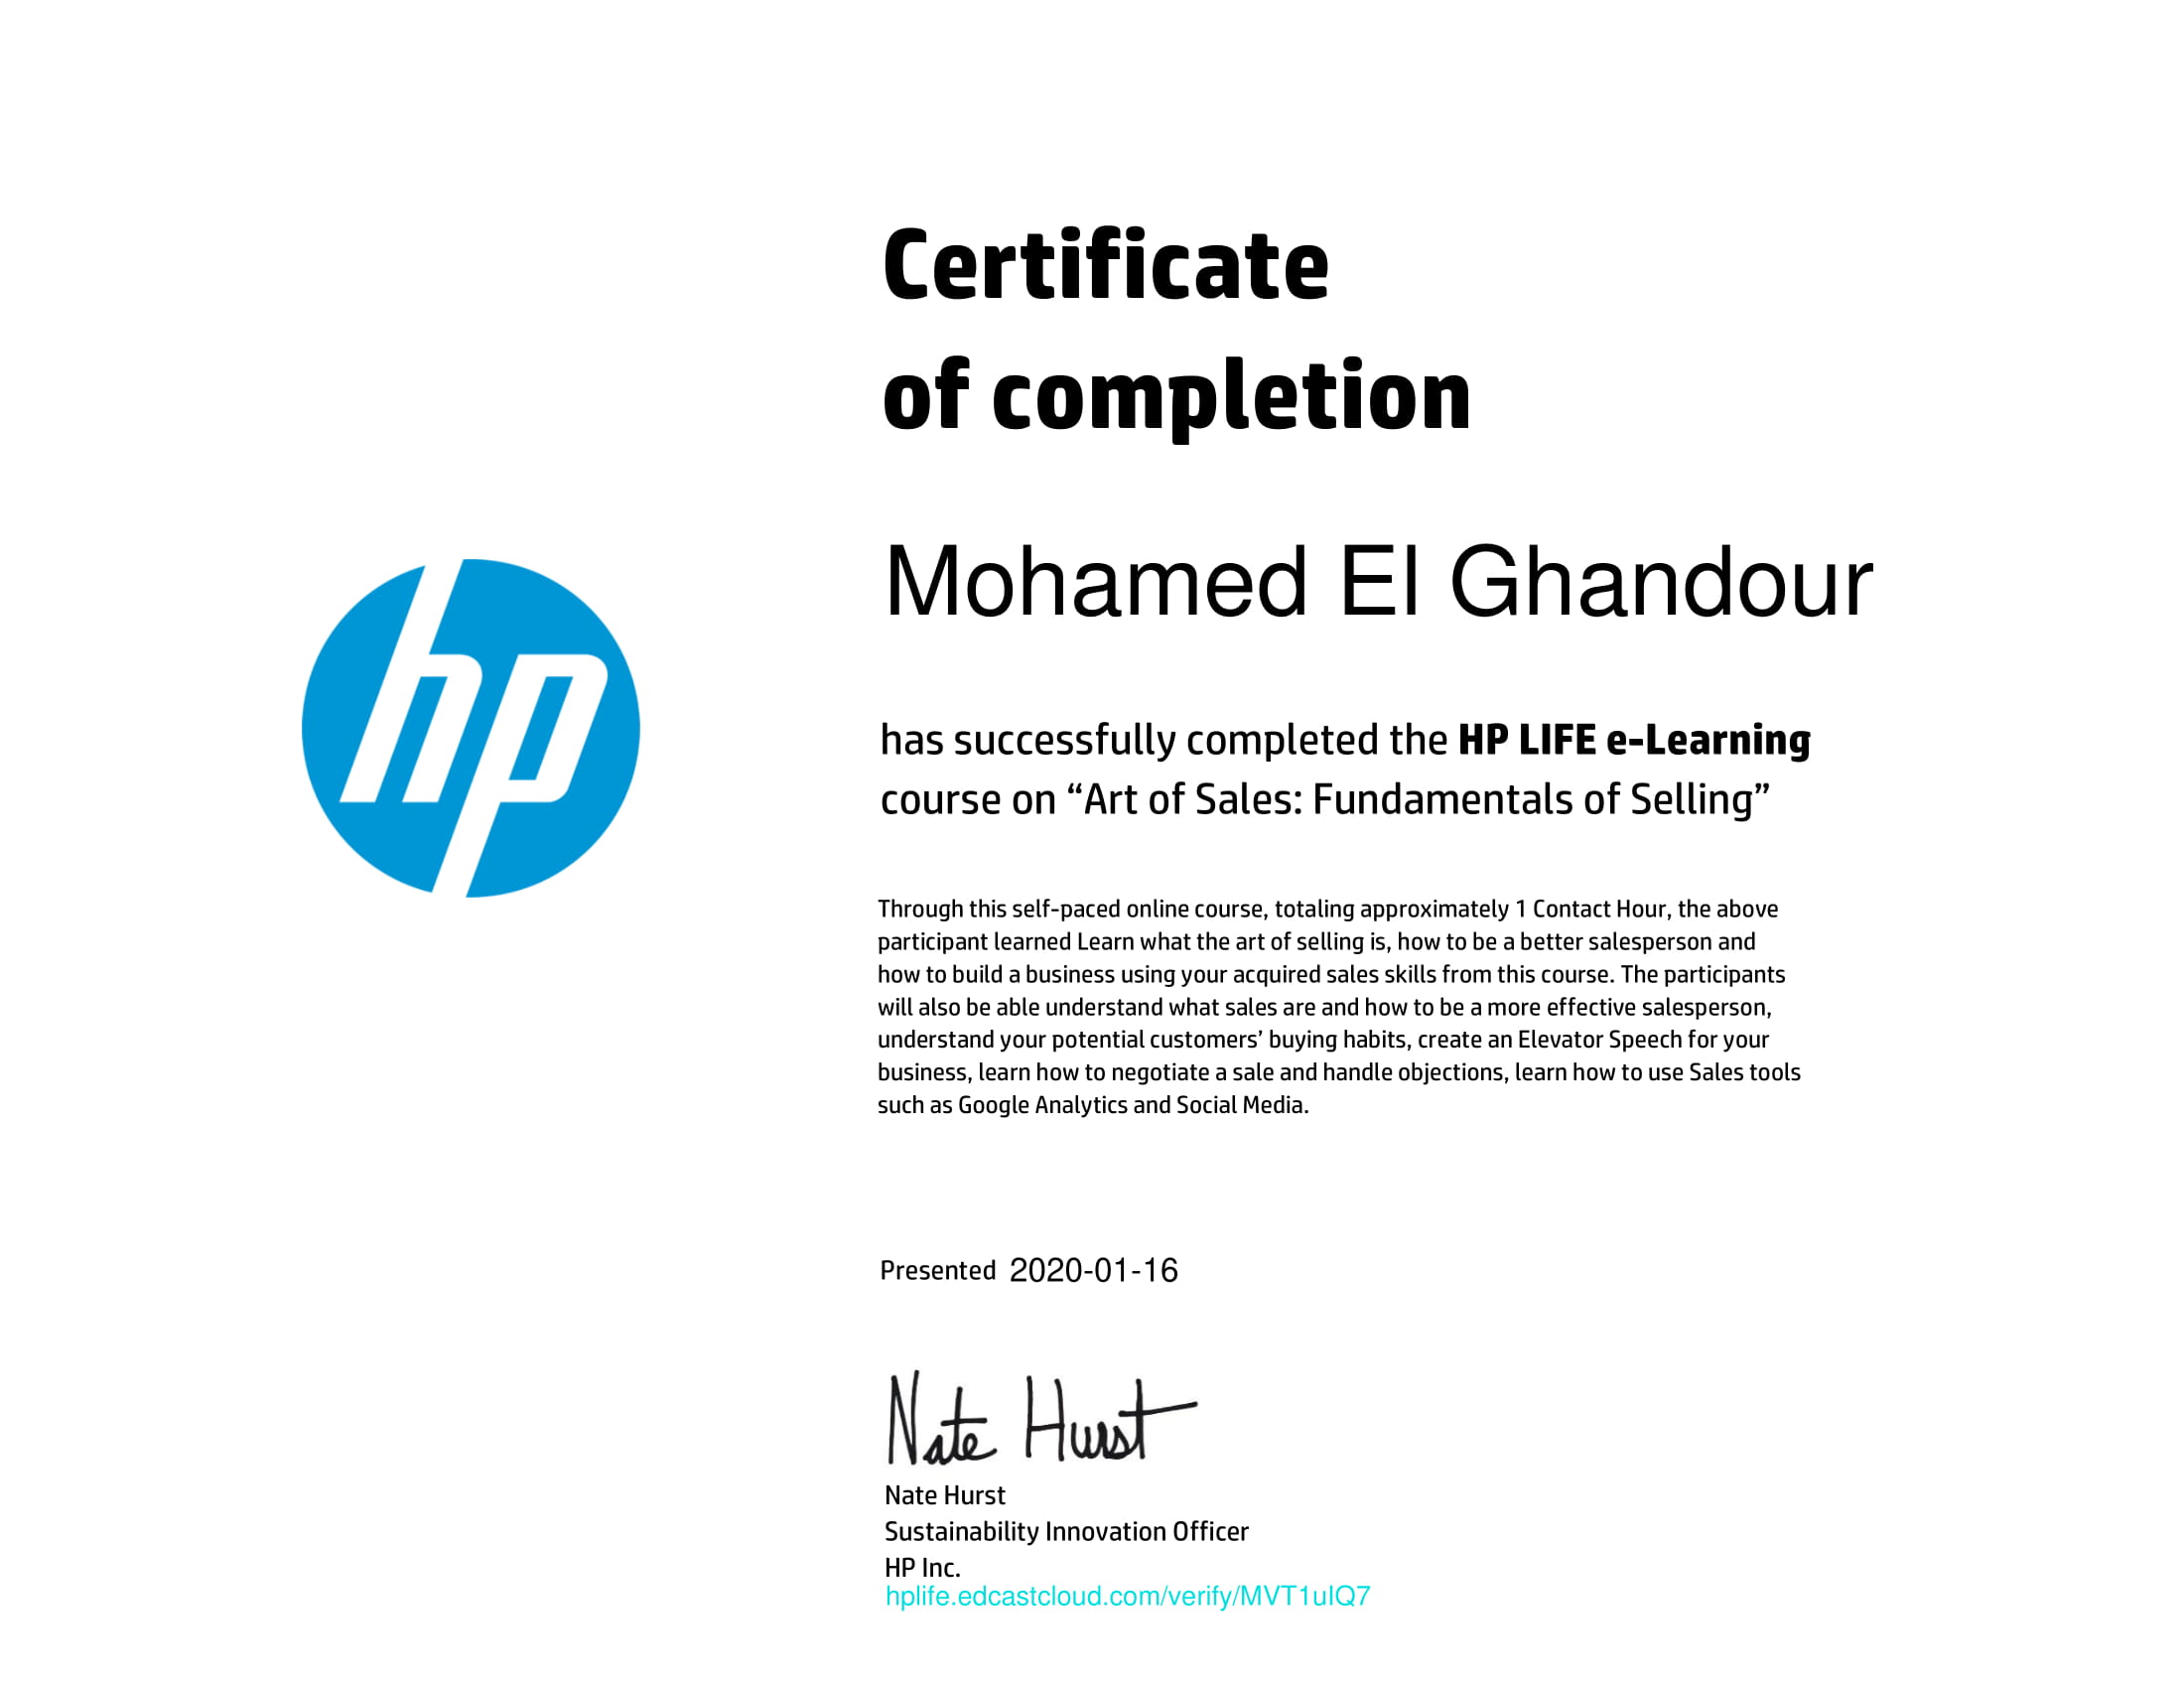 Certificate
of completion
Mohamed El Ghandour
hp
has successfully completed the HP LIFE e-Learning
course on “Art of Sales: Fundamentals of Selling”
Through this self-paced online course, totaling approximately 1 Contact Hour, the above
participant learned Learn what the art of selling is, how to be a better salesperson and
how to build a business using your acquired sales skills from this course. The participants
will also be able understand what sales are and how to be a more effective salesperson,
understand your potential customers’ buying habits, create an Elevator Speech for your
business, learn how to negotiate a sale and handle objections, learn how to use Sales tools
such as Google Analytics and Social Media.
Presented 2020-01-16
Nate Hurst
Nate Hurst
Sustainability Innovation Officer
HP Inc.
hplife.edcastcloud.com/verify/MVT1uIQ7